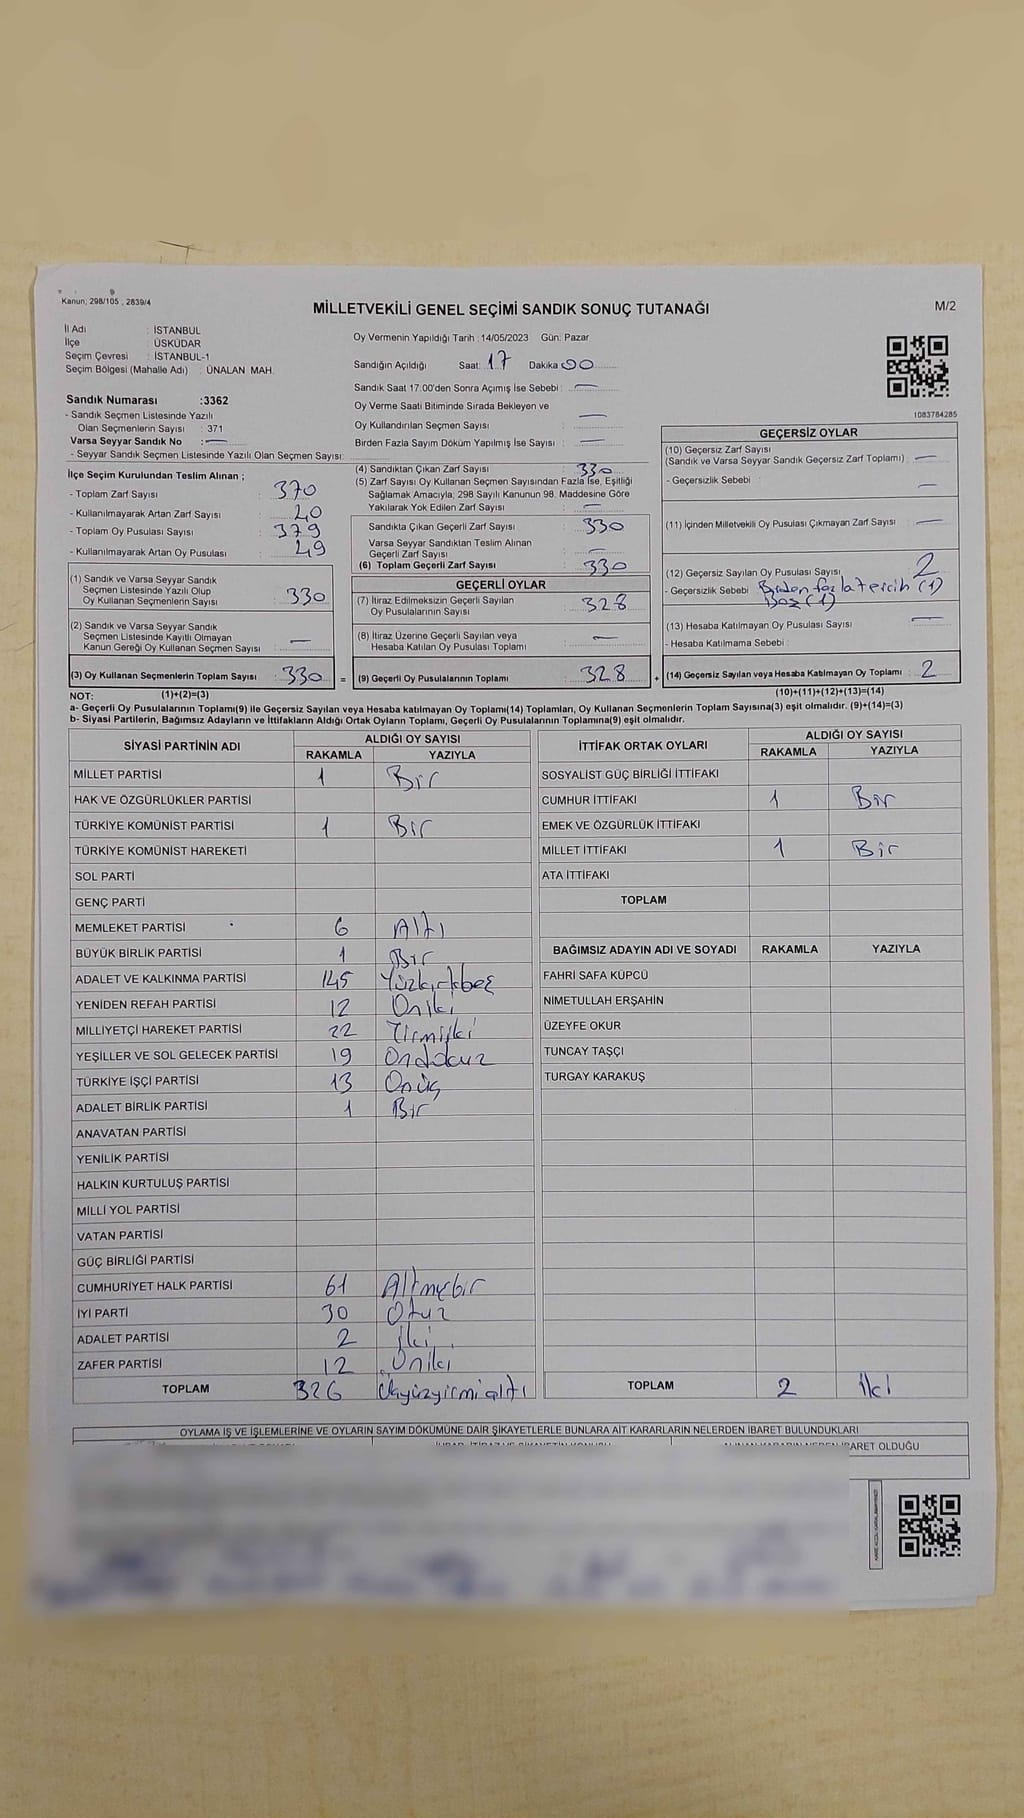 Kanun, 298/105 , 2839/4
MİLLETVEKİLİ GENEL SEÇİMİ SANDIK SONUÇ TUTANAĞI
M/2
İl Adı : İSTANBUL
İlçe : ÜSKÜDAR
Seçim Çevresi : İSTANBUL-1
Seçim Bölgesi (Mahalle Adı) : ÜNALAN MAH.
Oy Vermenin Yapıldığı Tarih : 14/05/2023 Gün: Pazar
Sandığın Açıldığı Saat: 17 Dakika 00
Sandık Saat 17:00'den Sonra Açımış İse Sebebi : —
Oy Verme Saati Bitiminde Sırada Bekleyen ve
Oy Kullandırılan Seçmen Sayısı : —
Birden Fazla Sayım Döküm Yapılmış İse Sayısı : —
1083784285
Sandık Numarası :3362
- Sandık Seçmen Listesinde Yazılı
Olan Seçmenlerin Sayısı : 371
Varsa Seyyar Sandık No : —
- Seyyar Sandık Seçmen Listesinde Yazılı Olan Seçmen Sayısı:
İlçe Seçim Kurulundan Teslim Alınan ;
- Toplam Zarf Sayısı : 370
- Kullanılmayarak Artan Zarf Sayısı : 40
- Toplam Oy Pusulası Sayısı : 379
- Kullanılmayarak Artan Oy Pusulası : 49
(1) Sandık ve Varsa Seyyar Sandık
Seçmen Listesinde Yazılı Olup
Oy Kullanan Seçmenlerin Sayısı : 330
(2) Sandık ve Varsa Seyyar Sandık
Seçmen Listesinde Kayıtlı Olmayan
Kanun Gereği Oy Kullanan Seçmen Sayısı : —
(3) Oy Kullanan Seçmenlerin Toplam Sayısı : 330 =
(4) Sandıktan Çıkan Zarf Sayısı : 330
(5) Zarf Sayısı Oy Kullanan Seçmen Sayısından Fazla İse, Eşitliği
Sağlamak Amacıyla; 298 Sayılı Kanunun 98. Maddesine Göre
Yakılarak Yok Edilen Zarf Sayısı : —
Sandıkta Çıkan Geçerli Zarf Sayısı : 330
Varsa Seyyar Sandıktan Teslim Alınan
Geçerli Zarf Sayısı : —
(6) Toplam Geçerli Zarf Sayısı : 330
GEÇERLİ OYLAR
(7) İtiraz Edilmeksizin Geçerli Sayılan
Oy Pusulalarının Sayısı : 328
(8) İtiraz Üzerine Geçerli Sayılan veya
Hesaba Katılan Oy Pusulası Toplamı : —
(9) Geçerli Oy Pusulalarının Toplamı : 328 +
GEÇERSİZ OYLAR
(10) Geçersiz Zarf Sayısı
(Sandık ve Varsa Seyyar Sandık Geçersiz Zarf Toplamı) : —
- Geçersizlik Sebebi : —
(11) İçinden Milletvekili Oy Pusulası Çıkmayan Zarf Sayısı : —
(12) Geçersiz Sayılan Oy Pusulası Sayısı : 2
- Geçersizlik Sebebi : Birden fazla tercih (1)
Boş (1)
(13) Hesaba Katılmayan Oy Pusulası Sayısı : —
- Hesaba Katılmama Sebebi :
(14) Geçersiz Sayılan veya Hesaba Katılmayan Oy Toplamı : 2
NOT: (1)+(2)=(3) (10)+(11)+(12)+(13)=(14)
a- Geçerli Oy Pusulalarının Toplamı(9) ile Geçersiz Sayılan veya Hesaba katılmayan Oy Toplamı(14) Toplamları, Oy Kullanan Seçmenlerin Toplam Sayısına(3) eşit olmalıdır. (9)+(14)=(3)
b- Siyasi Partilerin, Bağımsız Adayların ve İttifakların Aldığı Ortak Oyların Toplamı, Geçerli Oy Pusulalarının Toplamına(9) eşit olmalıdır.
SİYASİ PARTİNİN ADI ALDIĞI OY SAYISI
RAKAMLA YAZIYLA
MİLLET PARTİSİ 1 Bir
HAK VE ÖZGÜRLÜKLER PARTİSİ
TÜRKİYE KOMÜNİST PARTİSİ 1 Bir
TÜRKİYE KOMÜNİST HAREKETİ
SOL PARTİ
GENÇ PARTİ
MEMLEKET PARTİSİ 6 Altı
BÜYÜK BİRLİK PARTİSİ 1 Bir
ADALET VE KALKINMA PARTİSİ 145 Yüzkırkbeş
YENİDEN REFAH PARTİSİ 12 Oniki
MİLLİYETÇİ HAREKET PARTİSİ 22 Yirmiiki
YEŞİLLER VE SOL GELECEK PARTİSİ 19 Ondokuz
TÜRKİYE İŞÇİ PARTİSİ 13 Onüç
ADALET BİRLİK PARTİSİ 1 Bir
ANAVATAN PARTİSİ
YENİLİK PARTİSİ
HALKIN KURTULUŞ PARTİSİ
MİLLİ YOL PARTİSİ
VATAN PARTİSİ
GÜÇ BİRLİĞİ PARTİSİ
CUMHURİYET HALK PARTİSİ 61 Altmışbir
İYİ PARTİ 30 Otuz
ADALET PARTİSİ 2 İki
ZAFER PARTİSİ 12 Oniki
TOPLAM 326 Üçyüzyirmialtı
İTTİFAK ORTAK OYLARI ALDIĞI OY SAYISI
RAKAMLA YAZIYLA
SOSYALİST GÜÇ BİRLİĞİ İTTİFAKI
CUMHUR İTTİFAKI 1 Bir
EMEK VE ÖZGÜRLÜK İTTİFAKI
MİLLET İTTİFAKI 1 Bir
ATA İTTİFAKI
TOPLAM
BAĞIMSIZ ADAYIN ADI VE SOYADI RAKAMLA YAZIYLA
FAHRİ SAFA KÜPCÜ
NİMETULLAH ERŞAHİN
ÜZEYFE OKUR
TUNCAY TAŞÇI
TURGAY KARAKUŞ
TOPLAM 2 İki
OYLAMA İŞ VE İŞLEMLERİNE VE OYLARIN SAYIM DÖKÜMÜNE DAİR ŞİKAYETLERLE BUNLARA AİT KARARLARIN NELERDEN İBARET BULUNDUKLARI
İBARET OLDUĞU